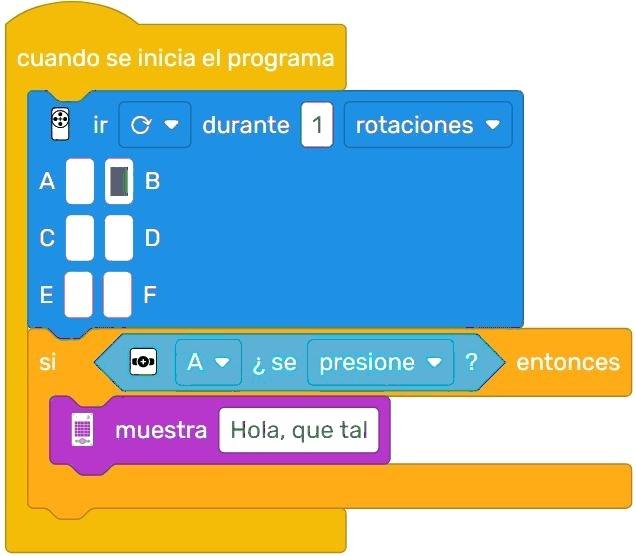 cuando se inicia el programa
ir durante 1 rotaciones
A B
C D
E F
si A ¿ se presione ? entonces
muestra Hola, que tal